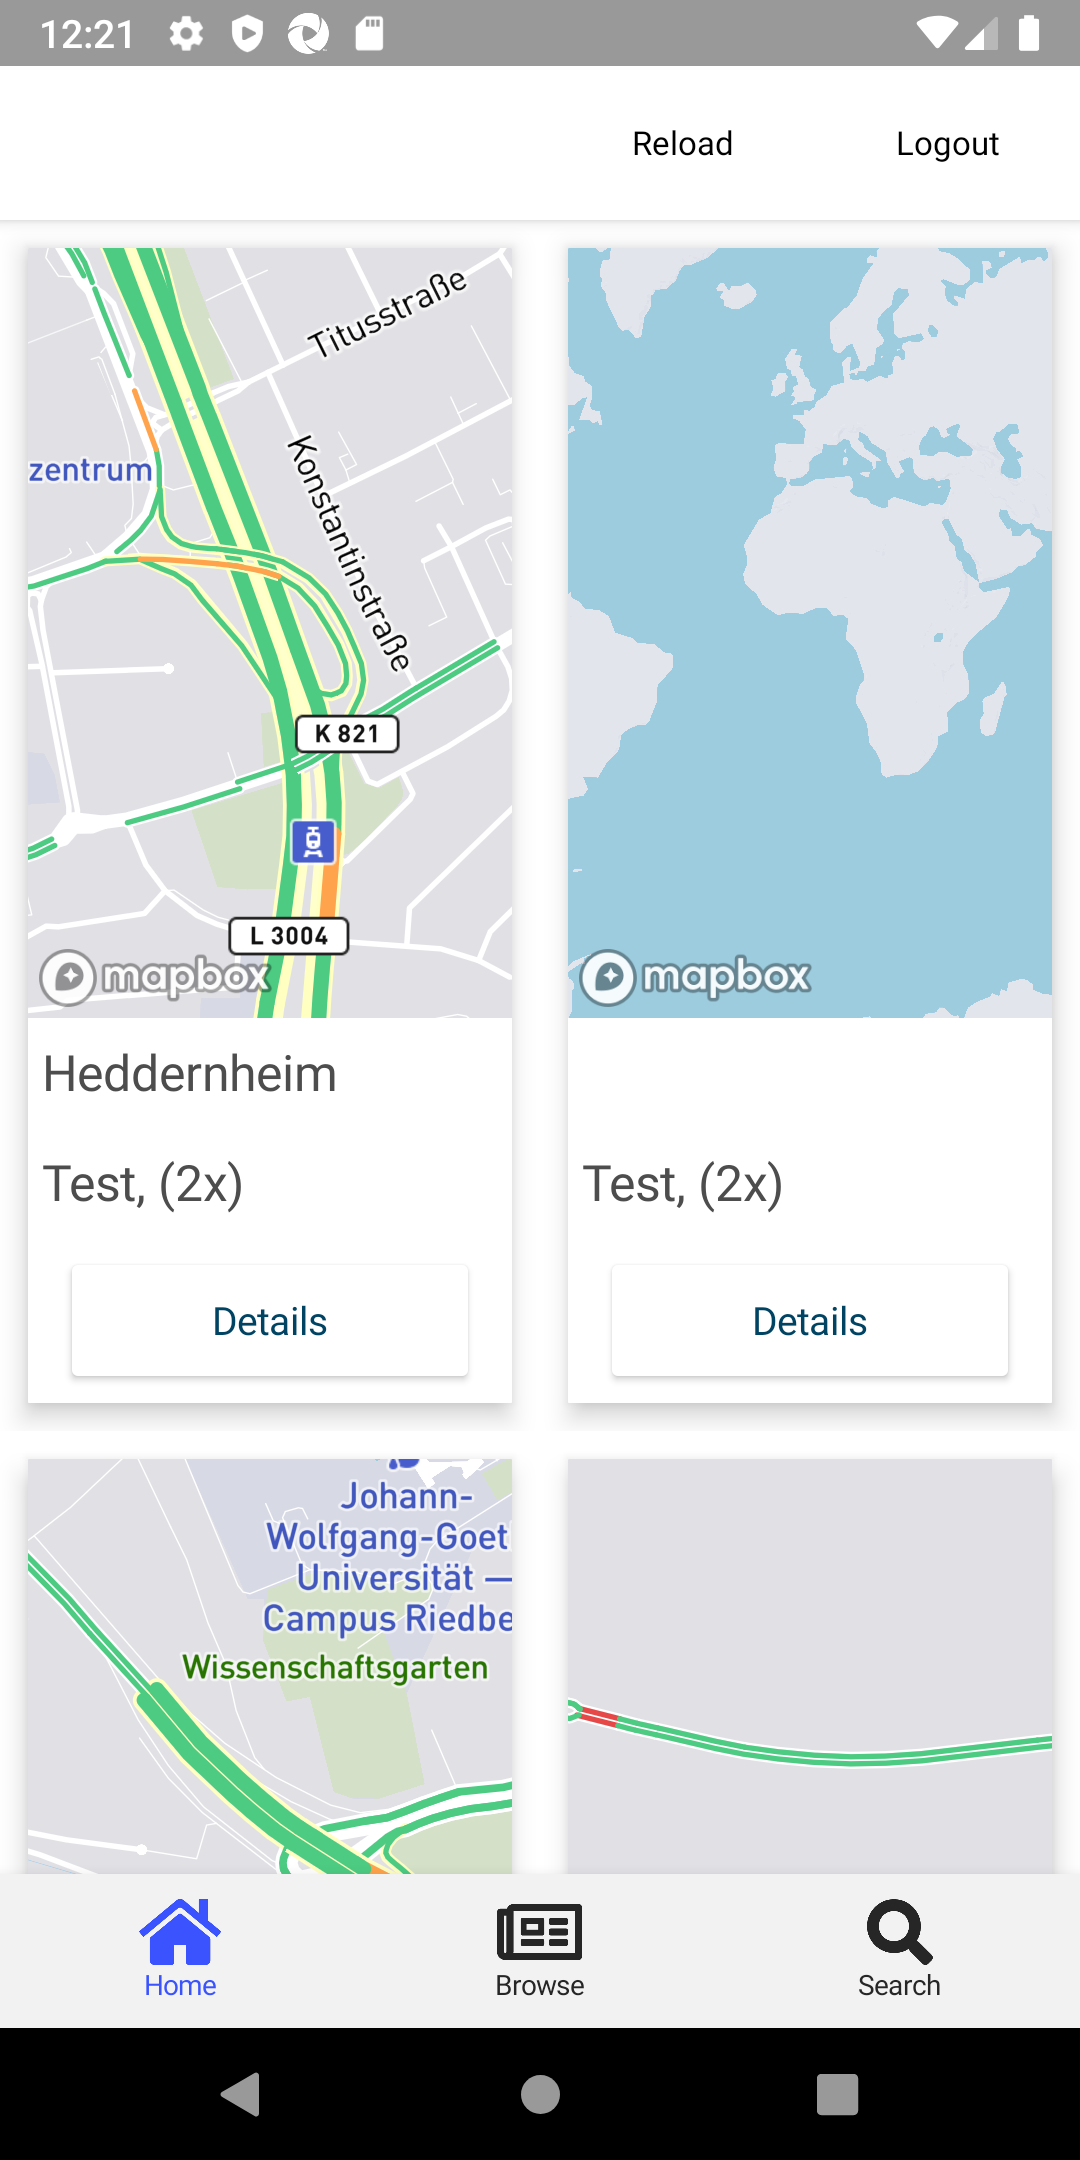 12:21
Reload Logout
Titusstraße
zentrum
Konstantinstraße
K 821
L 3004
mapbox
mapbox
Heddernheim
Test, (2x)
Test, (2x)
Details
Details
Johann-
Wolfgang-Goet
Universität —
Campus Riedbe
Wissenschaftsgarten
Home
Browse
Search